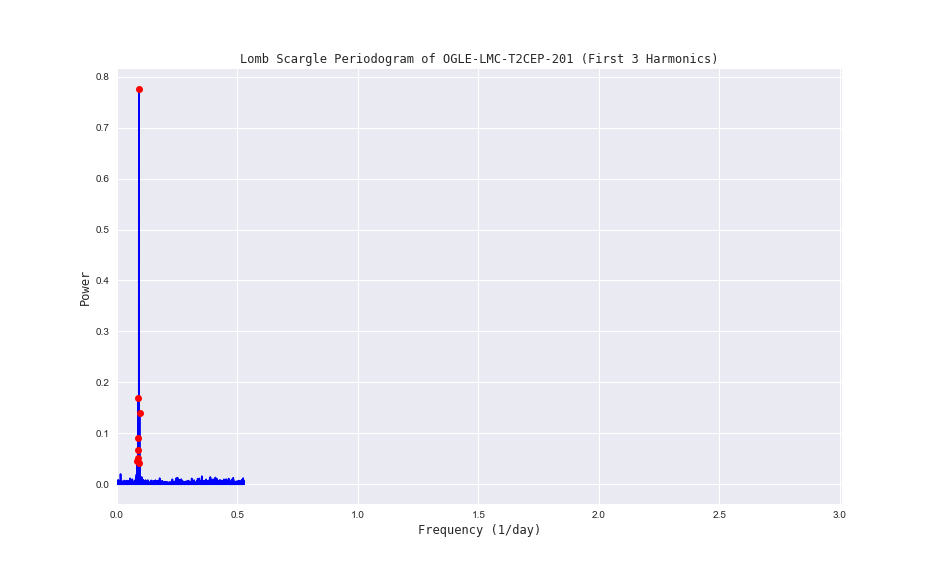 Lomb Scargle Periodogram of OGLE-LMC-T2CEP-201 (First 3 Harmonics)
0.8
0.7
0.6
0.5
0.4
0.3
0.2
0.1
0.0
Power
0.0 0.5 1.0 1.5 2.0 2.5 3.0
Frequency (1/day)